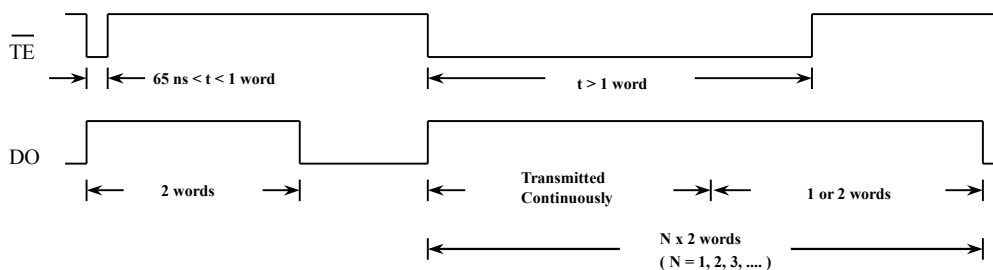 T̅E̅
65 ns < t < 1 word
t > 1 word
DO
2 words
Transmitted
Continuously
1 or 2 words
N x 2 words
( N = 1, 2, 3, .... )